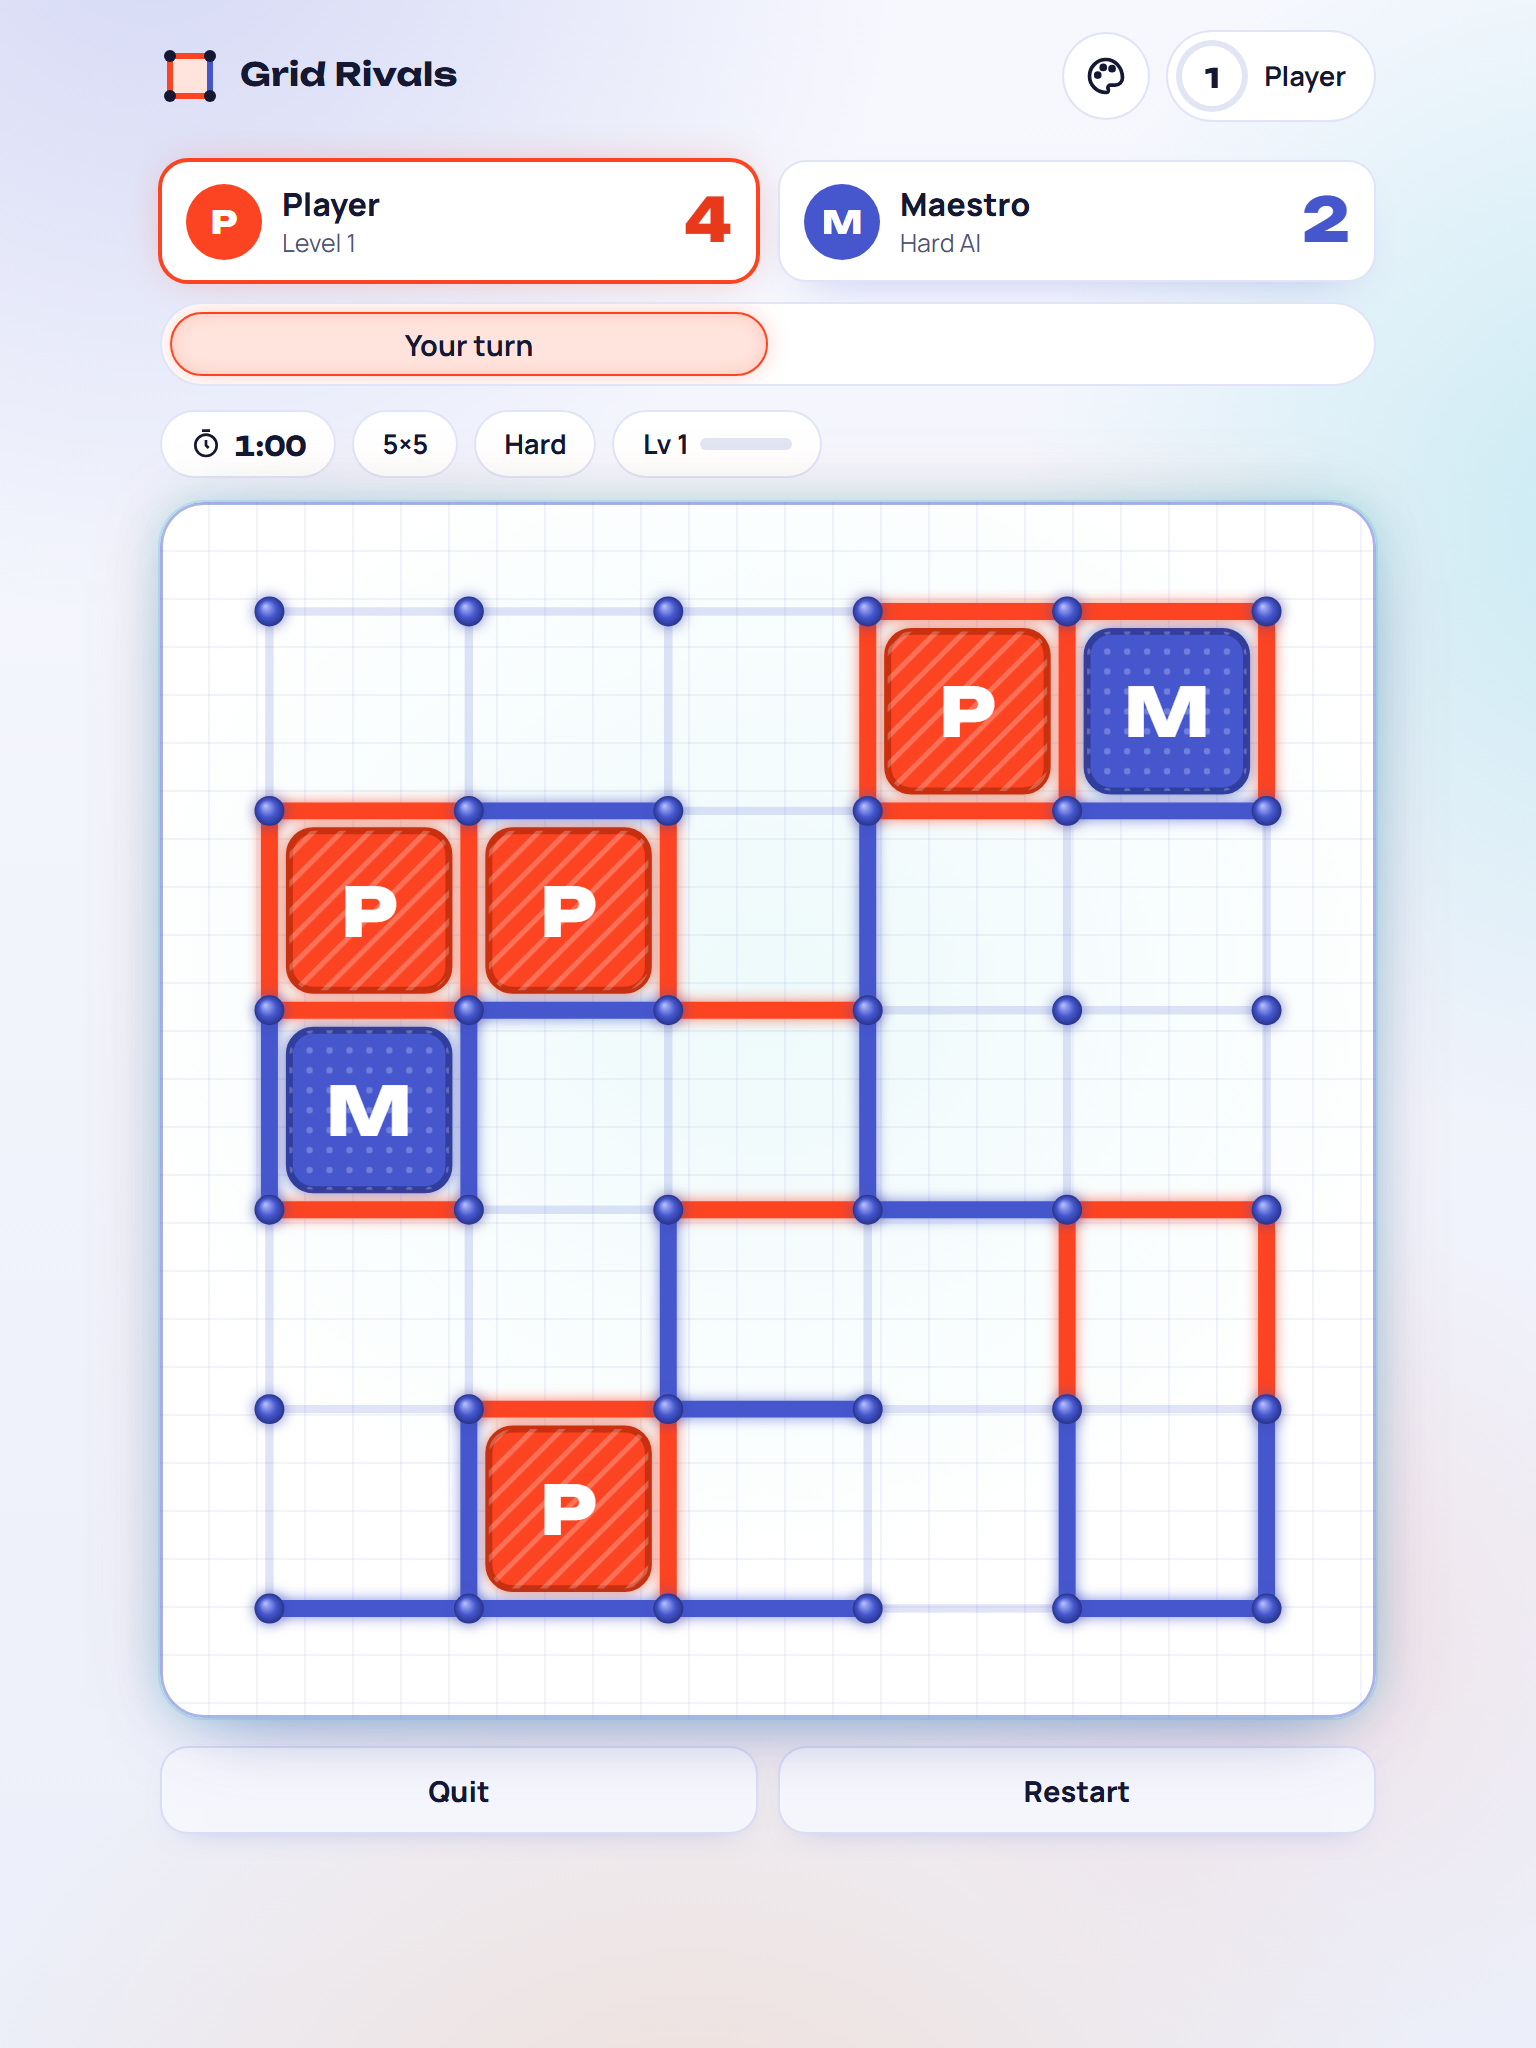 Grid Rivals
1 Player
P Player 4
Level 1
M Maestro 2
Hard AI
Your turn
1:00 5×5 Hard Lv 1
P M
P P
M
P
Quit Restart